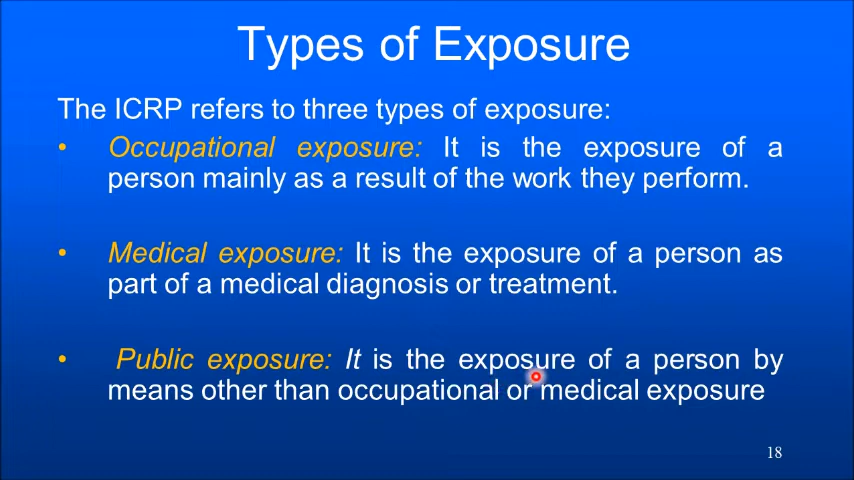 Types of Exposure
The ICRP refers to three types of exposure:
• Occupational exposure: It is the exposure of a
person mainly as a result of the work they perform.
• Medical exposure: It is the exposure of a person as
part of a medical diagnosis or treatment.
• Public exposure: It is the exposure of a person by
means other than occupational or medical exposure
18